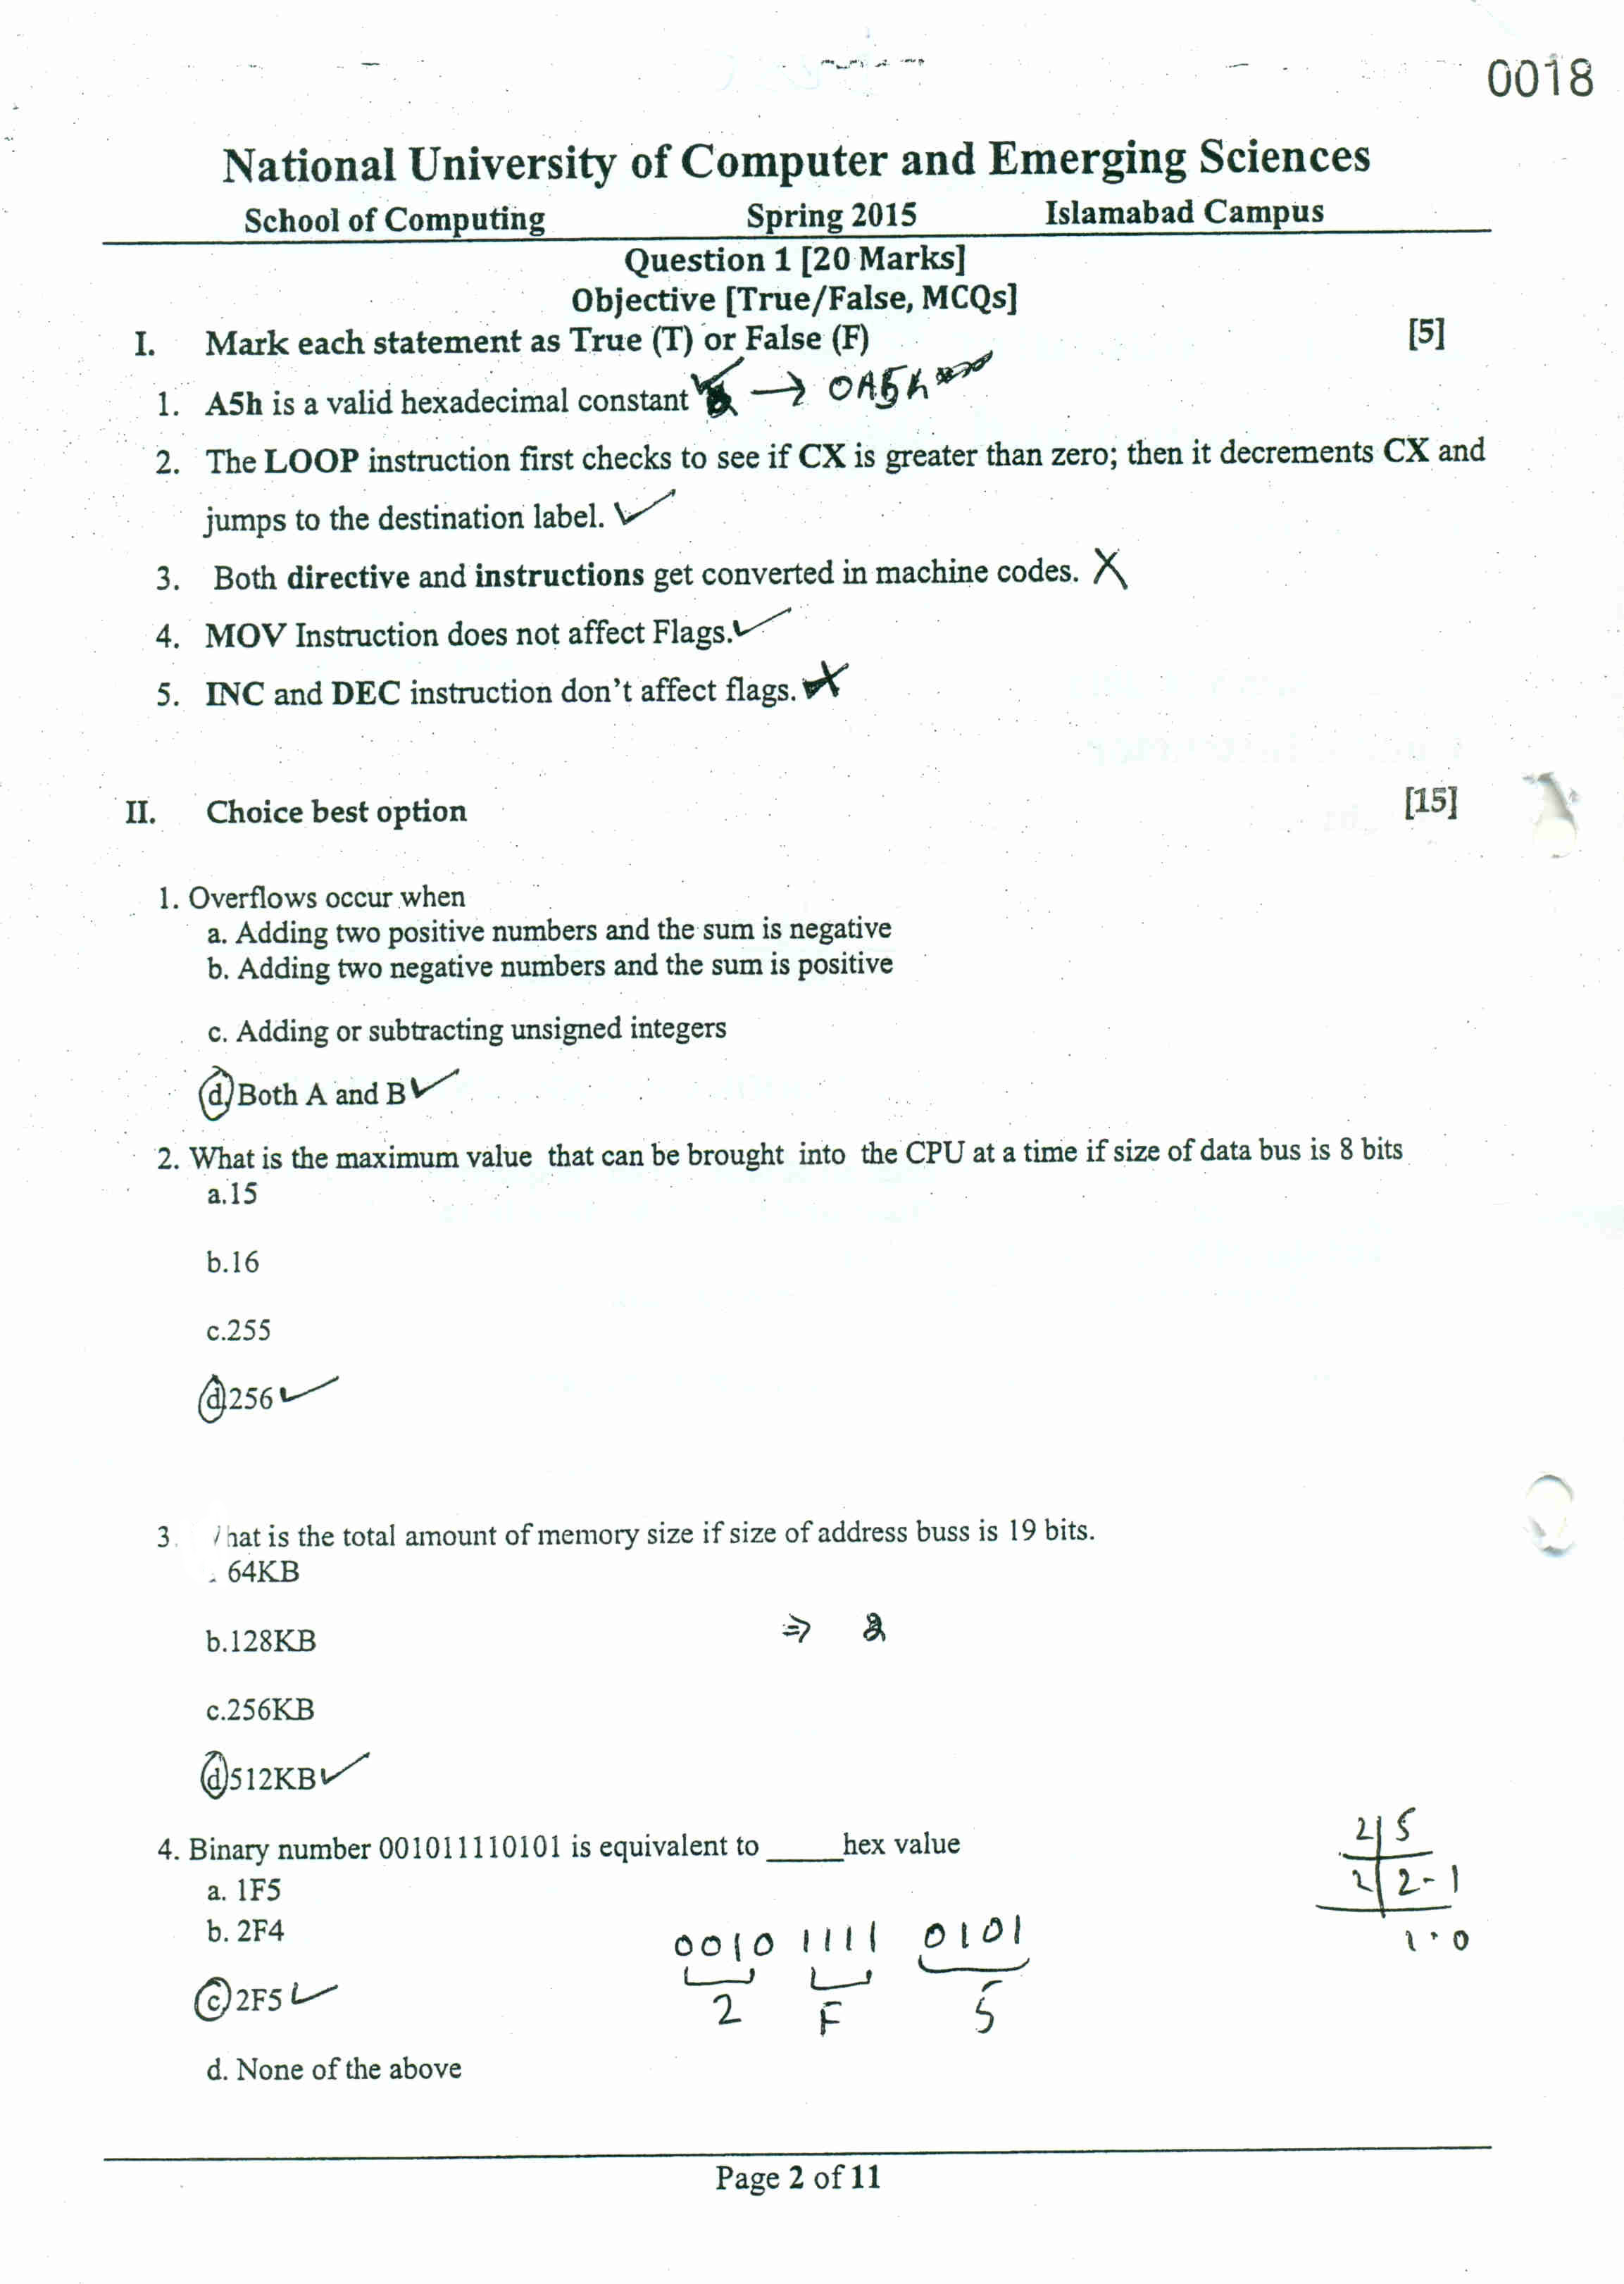 0018
National University of Computer and Emerging Sciences
School of Computing Spring 2015 Islamabad Campus
Question 1 [20 Marks]
Objective [True/False, MCQs]
I. Mark each statement as True (T) or False (F) [5]
1. A5h is a valid hexadecimal constant → 0A5h
2. The LOOP instruction first checks to see if CX is greater than zero; then it decrements CX and
jumps to the destination label. ✓
3. Both directive and instructions get converted in machine codes. X
4. MOV Instruction does not affect Flags. ✓
5. INC and DEC instruction don't affect flags. X
II. Choice best option [15]
1. Overflows occur when
a. Adding two positive numbers and the sum is negative
b. Adding two negative numbers and the sum is positive
c. Adding or subtracting unsigned integers
d. Both A and B ✓
2. What is the maximum value that can be brought into the CPU at a time if size of data bus is 8 bits
a.15
b.16
c.255
d.256 ✓
3. hat is the total amount of memory size if size of address buss is 19 bits.
64KB
b.128KB ⇒ 2
c.256KB
d.512KB ✓
4. Binary number 001011110101 is equivalent to _____hex value
a. 1F5
b. 2F4
c. 2F5 ✓
d. None of the above
0010 1111 0101
2 F 5
2 | 5
2 | 2 - 1
1 - 0
Page 2 of 11